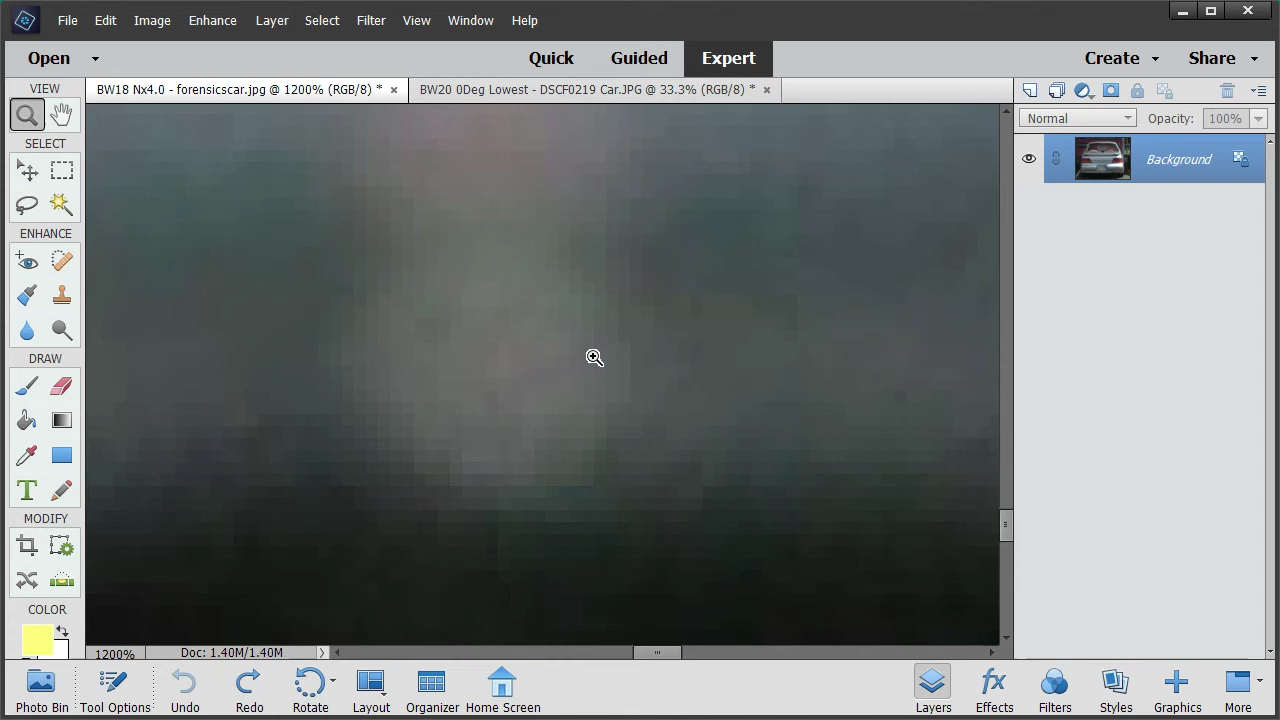 File Edit Image Enhance Layer Select Filter View Window Help
Open Quick Guided Expert Create Share
VIEW
BW18 Nx4.0 - forensicscar.jpg @ 1200% (RGB/8) *
BW20 0Deg Lowest - DSCF0219 Car.JPG @ 33.3% (RGB/8) *
Normal Opacity: 100%
SELECT
Background
ENHANCE
DRAW
MODIFY
COLOR
1200% Doc: 1.40M/1.40M
Photo Bin Tool Options Undo Redo Rotate Layout Organizer Home Screen Layers Effects Filters Styles Graphics More